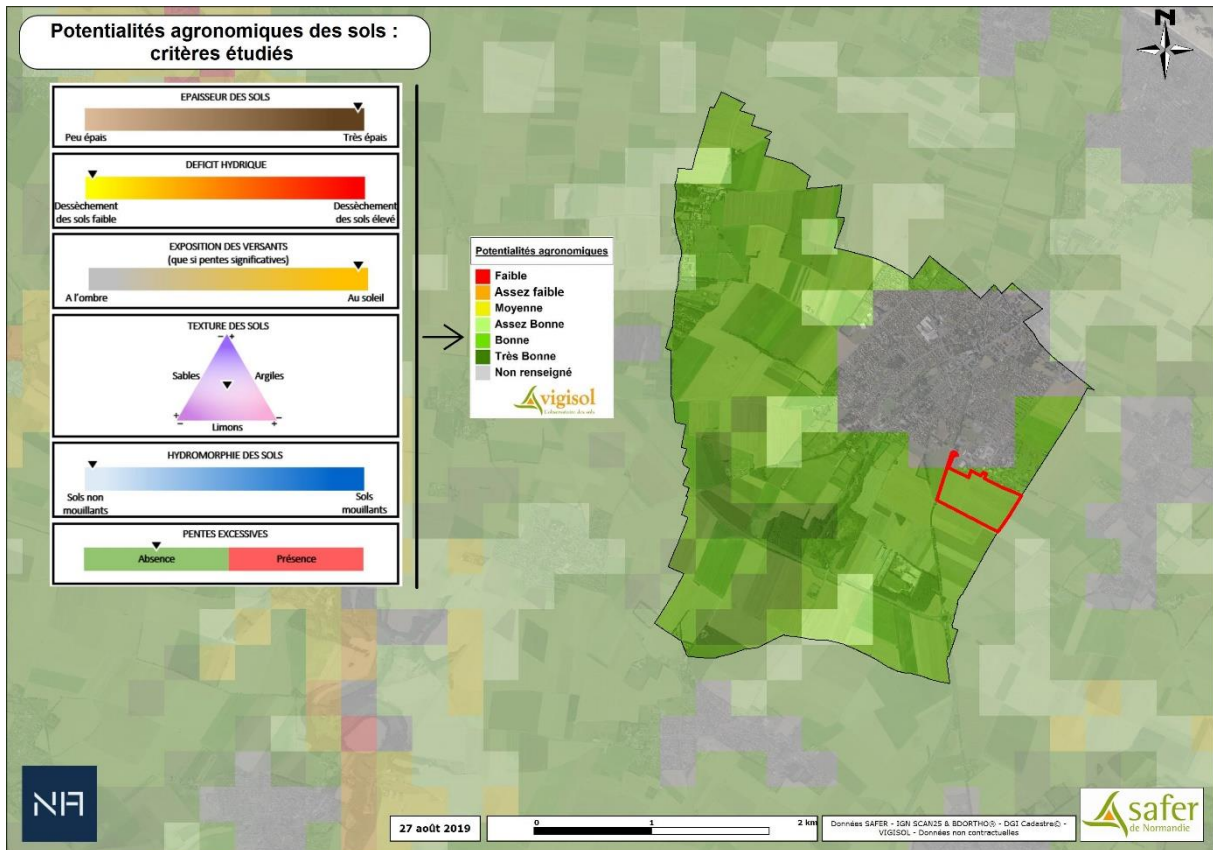 Potentialités agronomiques des sols :
critères étudiés
N
EPAISSEUR DES SOLS
Peu épais
Très épais
DEFICIT HYDRIQUE
Dessèchement
des sols faible
Dessèchement
des sols élevé
EXPOSITION DES VERSANTS
(que si pentes significatives)
A l'ombre
Au soleil
TEXTURE DES SOLS
- +
Sables
Argiles
+
-
Limons
-
+
HYDROMORPHIE DES SOLS
Sols non
mouillants
Sols
mouillants
PENTES EXCESSIVES
Absence
Présence
Potentialités agronomiques
Faible
Assez faible
Moyenne
Assez Bonne
Bonne
Très Bonne
Non renseigné
vigisol
L'observatoire des sols
NA
27 août 2019
0
1
2 km
Données SAFER - IGN SCAN25 & BDORTHO® - DGI Cadastre© -
VIGISOL - Données non contractuelles
safer
de Normandie